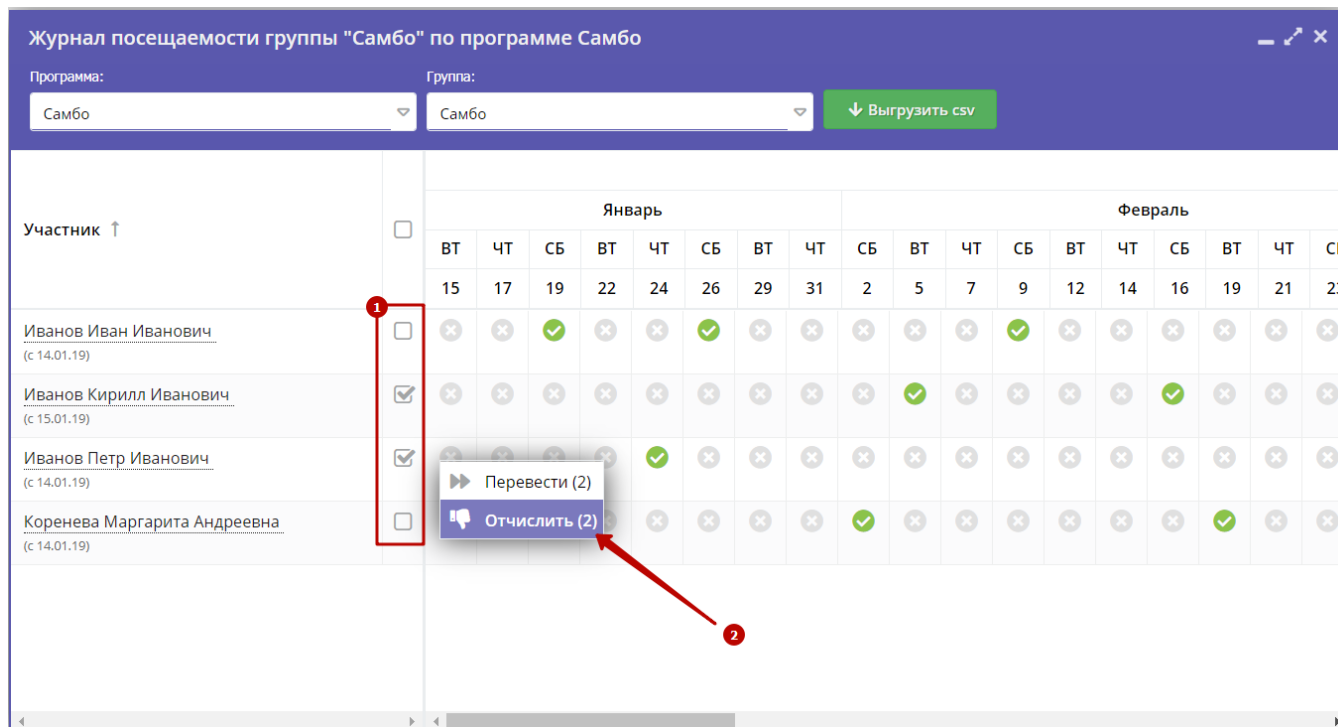 Журнал посещаемости группы "Самбо" по программе Самбо
Программа: Группа:
Самбо Самбо Выгрузить csv
Январь Февраль
Участник
ВТ ЧТ СБ ВТ ЧТ СБ ВТ ЧТ СБ ВТ ЧТ СБ ВТ ЧТ СБ ВТ ЧТ
15 17 19 22 24 26 29 31 2 5 7 9 12 14 16 19 21
1
Иванов Иван Иванович
(с 14.01.19)
Иванов Кирилл Иванович
(с 15.01.19)
Иванов Петр Иванович
(с 14.01.19)
Перевести (2)
Отчислить (2)
Коренева Маргарита Андреевна
(с 14.01.19)
2